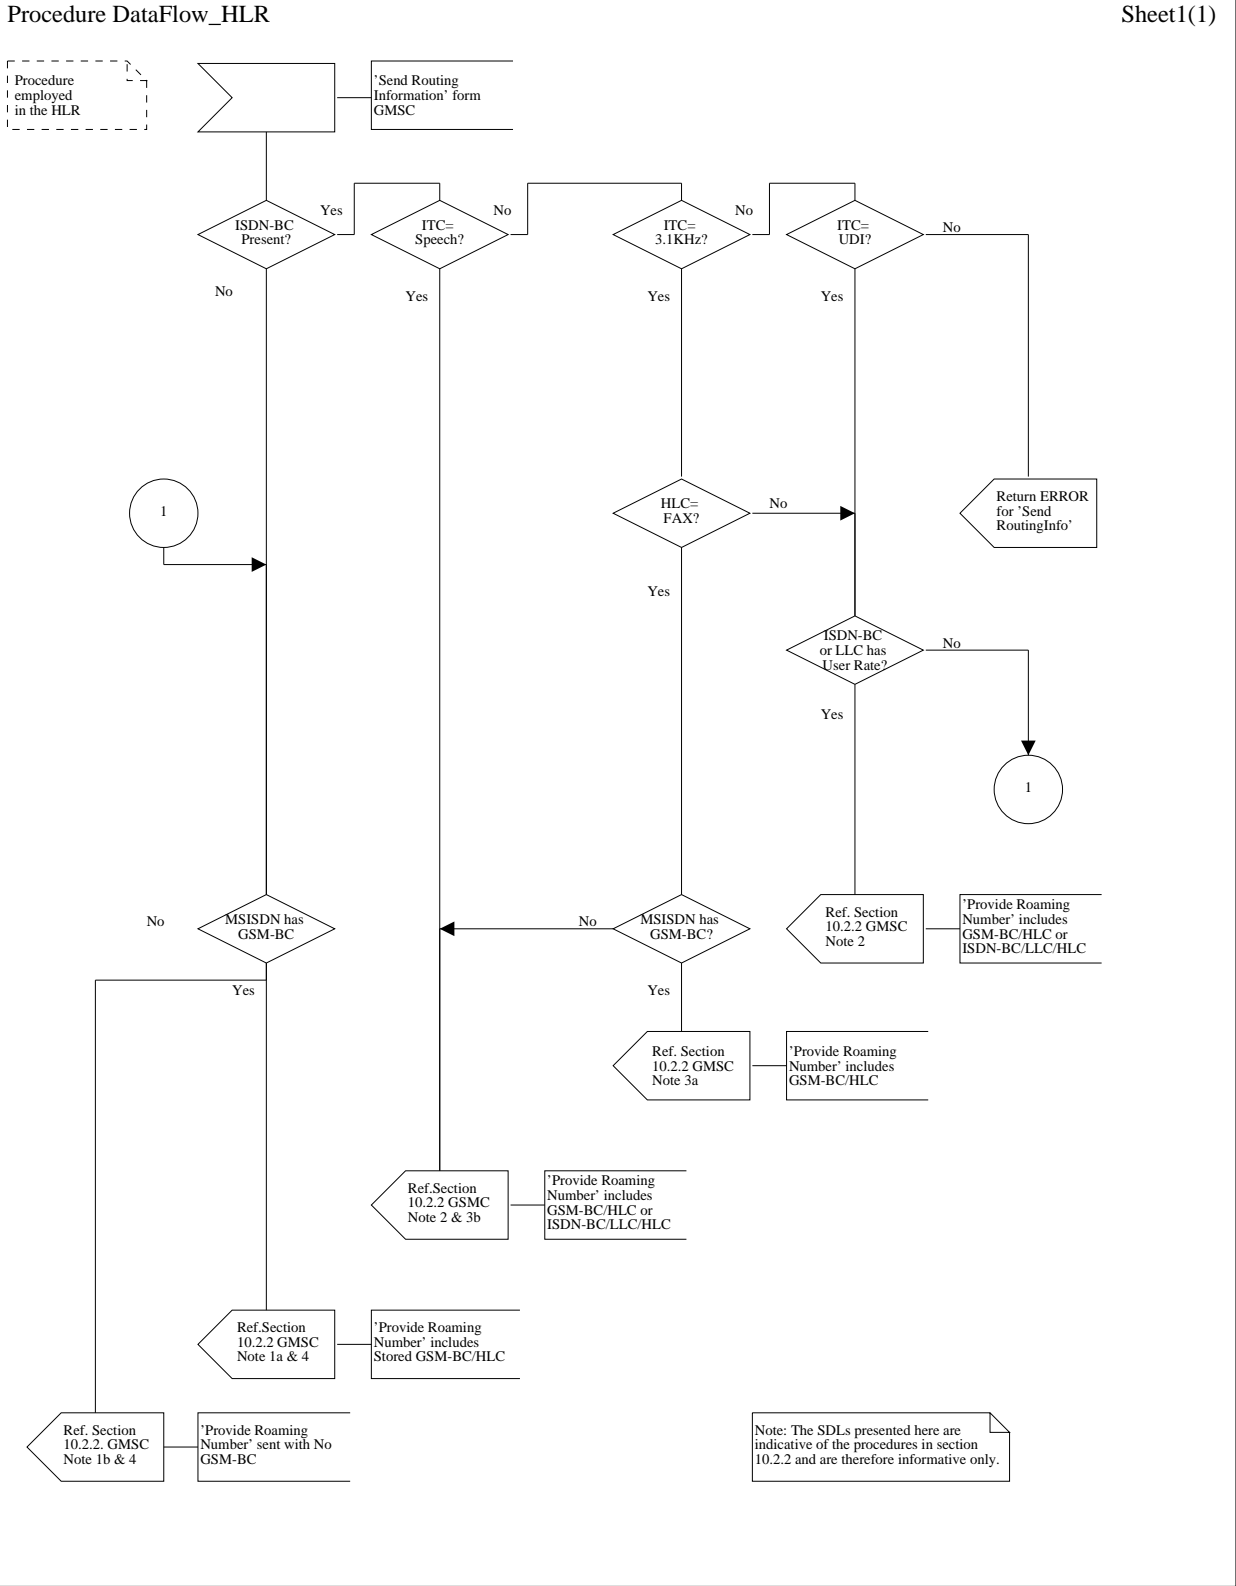 Procedure DataFlow_HLR
Sheet1(1)
Procedure
employed
in the HLR
'Send Routing
Information' form
GMSC
ISDN-BC
Present?
Yes
No
ITC=
Speech?
No
Yes
ITC=
3.1KHz?
No
Yes
ITC=
UDI?
No
Yes
1
HLC=
FAX?
No
Yes
Return ERROR
for 'Send
RoutingInfo'
ISDN-BC
or LLC has
User Rate?
No
Yes
1
No
MSISDN has
GSM-BC
Yes
No
MSISDN has
GSM-BC?
Yes
Ref. Section
10.2.2 GMSC
Note 2
'Provide Roaming
Number' includes
GSM-BC/HLC or
ISDN-BC/LLC/HLC
Ref. Section
10.2.2 GMSC
Note 3a
'Provide Roaming
Number' includes
GSM-BC/HLC
Ref.Section
10.2.2 GSMC
Note 2 & 3b
'Provide Roaming
Number' includes
GSM-BC/HLC or
ISDN-BC/LLC/HLC
Ref.Section
10.2.2 GMSC
Note 1a & 4
'Provide Roaming
Number' includes
Stored GSM-BC/HLC
Ref. Section
10.2.2. GMSC
Note 1b & 4
'Provide Roaming
Number' sent with No
GSM-BC
Note: The SDLs presented here are
indicative of the procedures in section
10.2.2 and are therefore informative only.